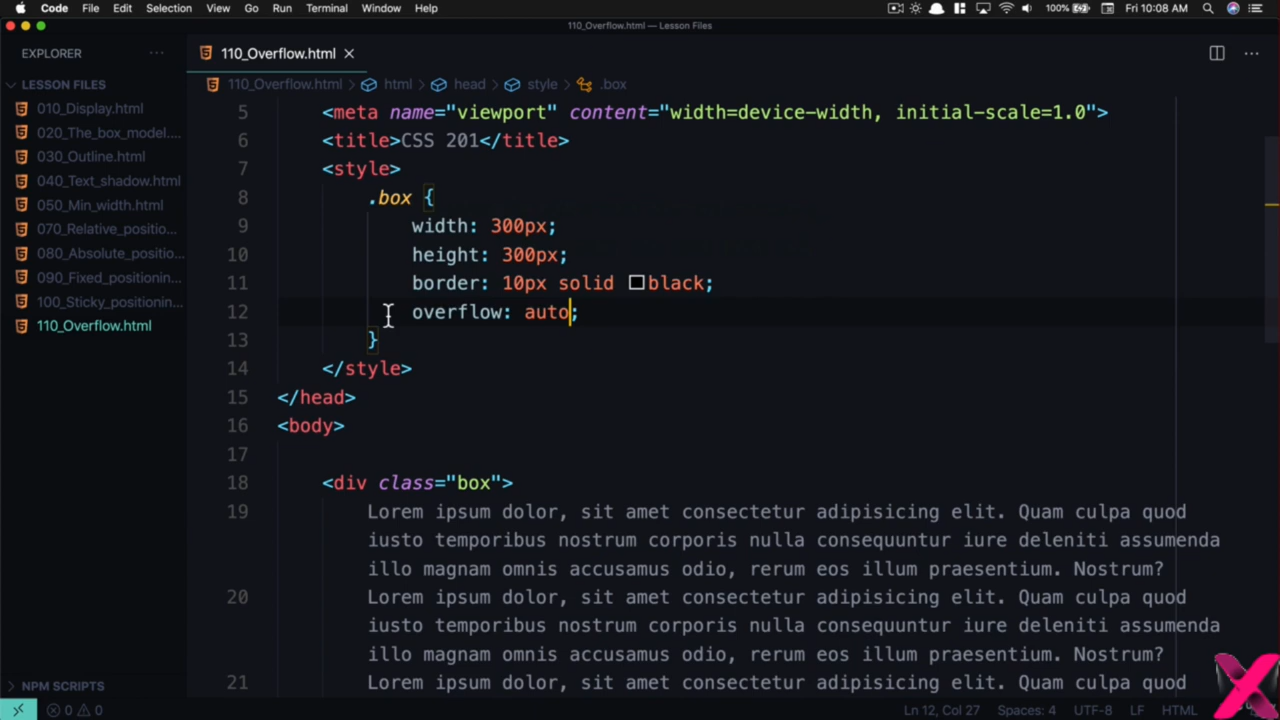 Code File Edit Selection View Go Run Terminal Window Help 100% Fri 10:08 AM
110_Overflow.html — Lesson Files
EXPLORER ··· 110_Overflow.html ···
LESSON FILES 110_Overflow.html html head style .box
010_Display.html
020_The_box_model....
030_Outline.html
040_Text_shadow.html
050_Min_width.html
070_Relative_positio...
080_Absolute_positio...
090_Fixed_positionin...
100_Sticky_positionin...
110_Overflow.html
5 <meta name="viewport" content="width=device-width, initial-scale=1.0">
6 <title>CSS 201</title>
7 <style>
8 .box {
9 width: 300px;
10 height: 300px;
11 border: 10px solid black;
12 overflow: auto;
13 }
14 </style>
15 </head>
16 <body>
17
18 <div class="box">
19 Lorem ipsum dolor, sit amet consectetur adipisicing elit. Quam culpa quod
iusto temporibus nostrum corporis nulla consequuntur iure deleniti assumenda
illo magnam omnis accusamus odio, rerum eos illum praesentium. Nostrum?
20 Lorem ipsum dolor, sit amet consectetur adipisicing elit. Quam culpa quod
iusto temporibus nostrum corporis nulla consequuntur iure deleniti assumenda
illo magnam omnis accusamus odio, rerum eos illum praesentium. Nostrum?
21 Lorem ipsum dolor, sit amet consectetur adipisicing elit. Quam culpa quod
NPM SCRIPTS
0 0 Ln 12, Col 27 Spaces: 4 UTF-8 LF HTML